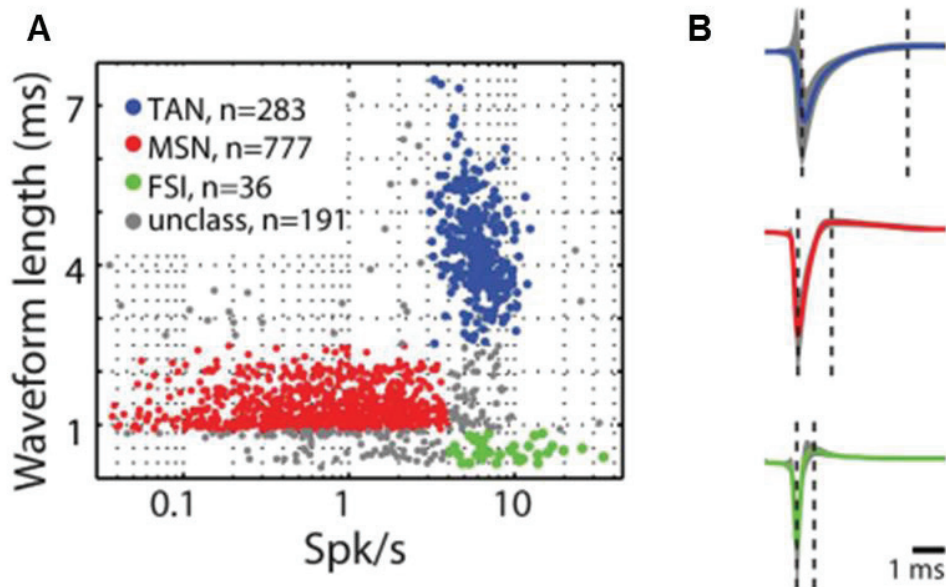 A
B
Waveform length (ms)
7
4
1
TAN, n=283
MSN, n=777
FSI, n=36
unclass, n=191
0.1
1
10
Spk/s
1 ms